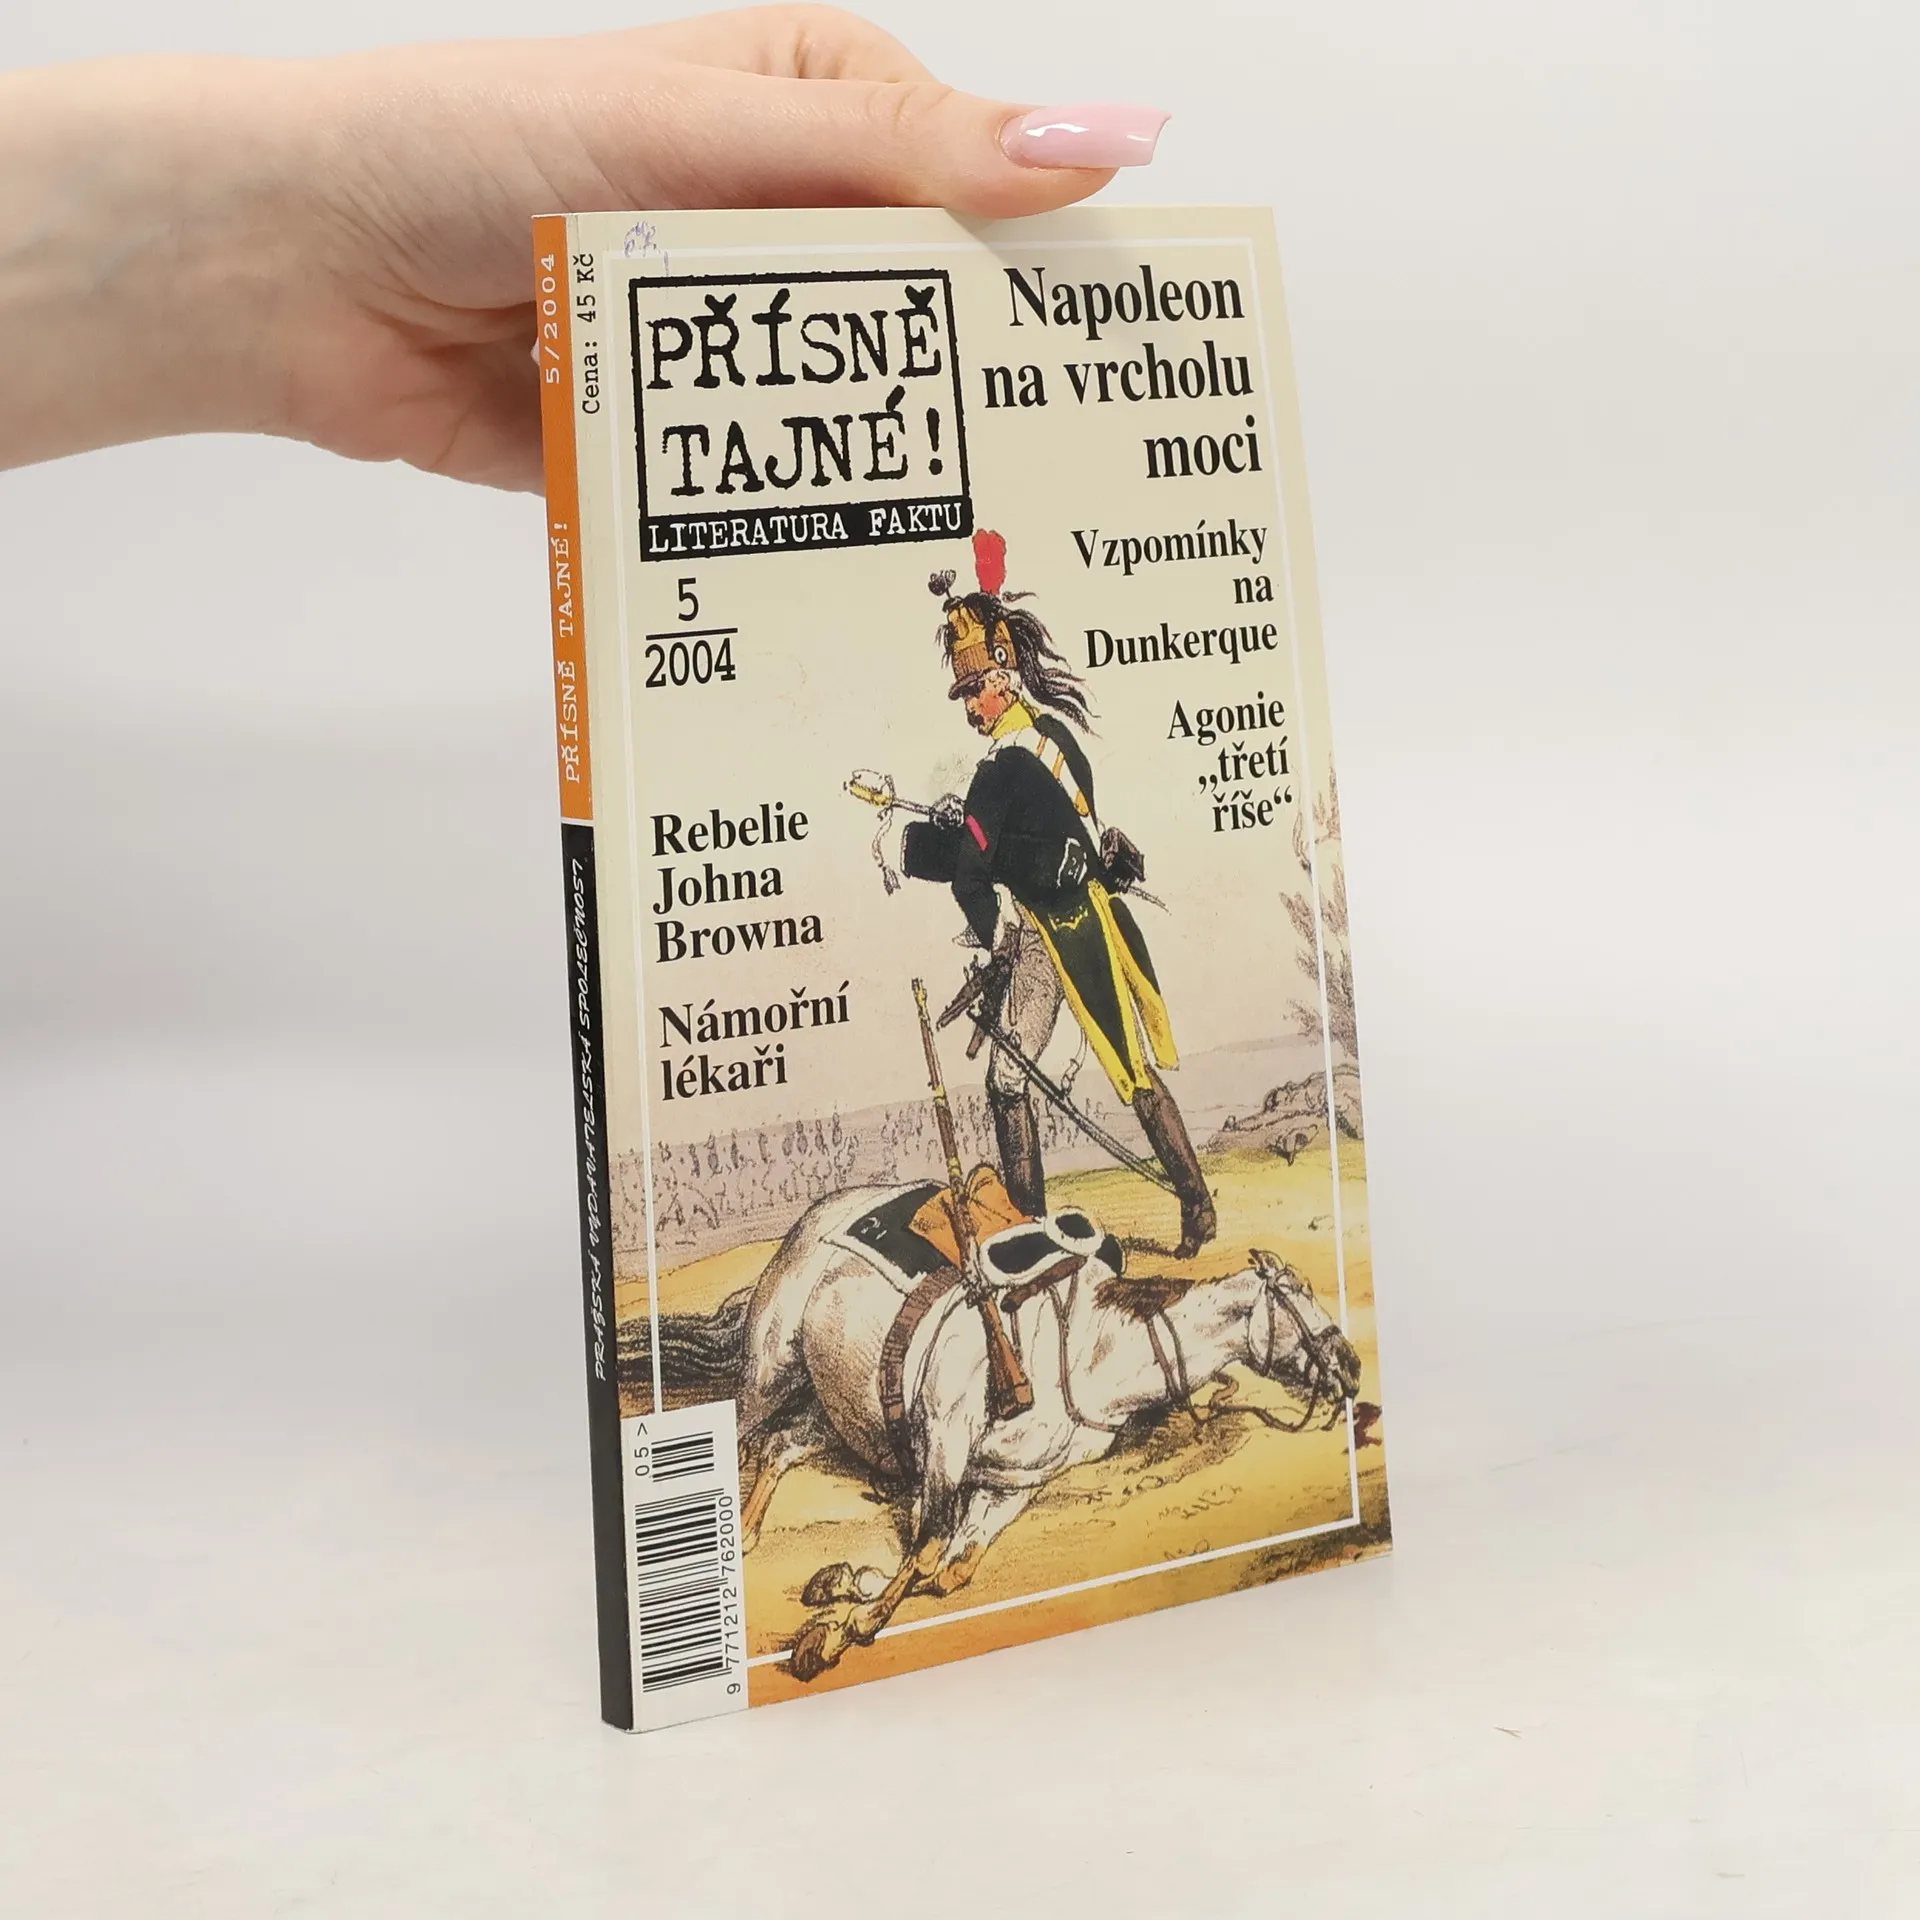 5/2004
PŘÍSNĚ TAJNÉ!
PRAŽSKÁ VYDAVATELSKÁ SPOLEČNOST
Cena: 45 Kč
PŘÍSNĚ
TAJNÉ!
LITERATURA FAKTU
5
2004
Napoleon
na vrcholu
moci
Vzpomínky
na
Dunkerque
Agonie
„třetí
říše“
Rebelie
Johna
Browna
Námořní
lékaři
05>
9 771212 762000